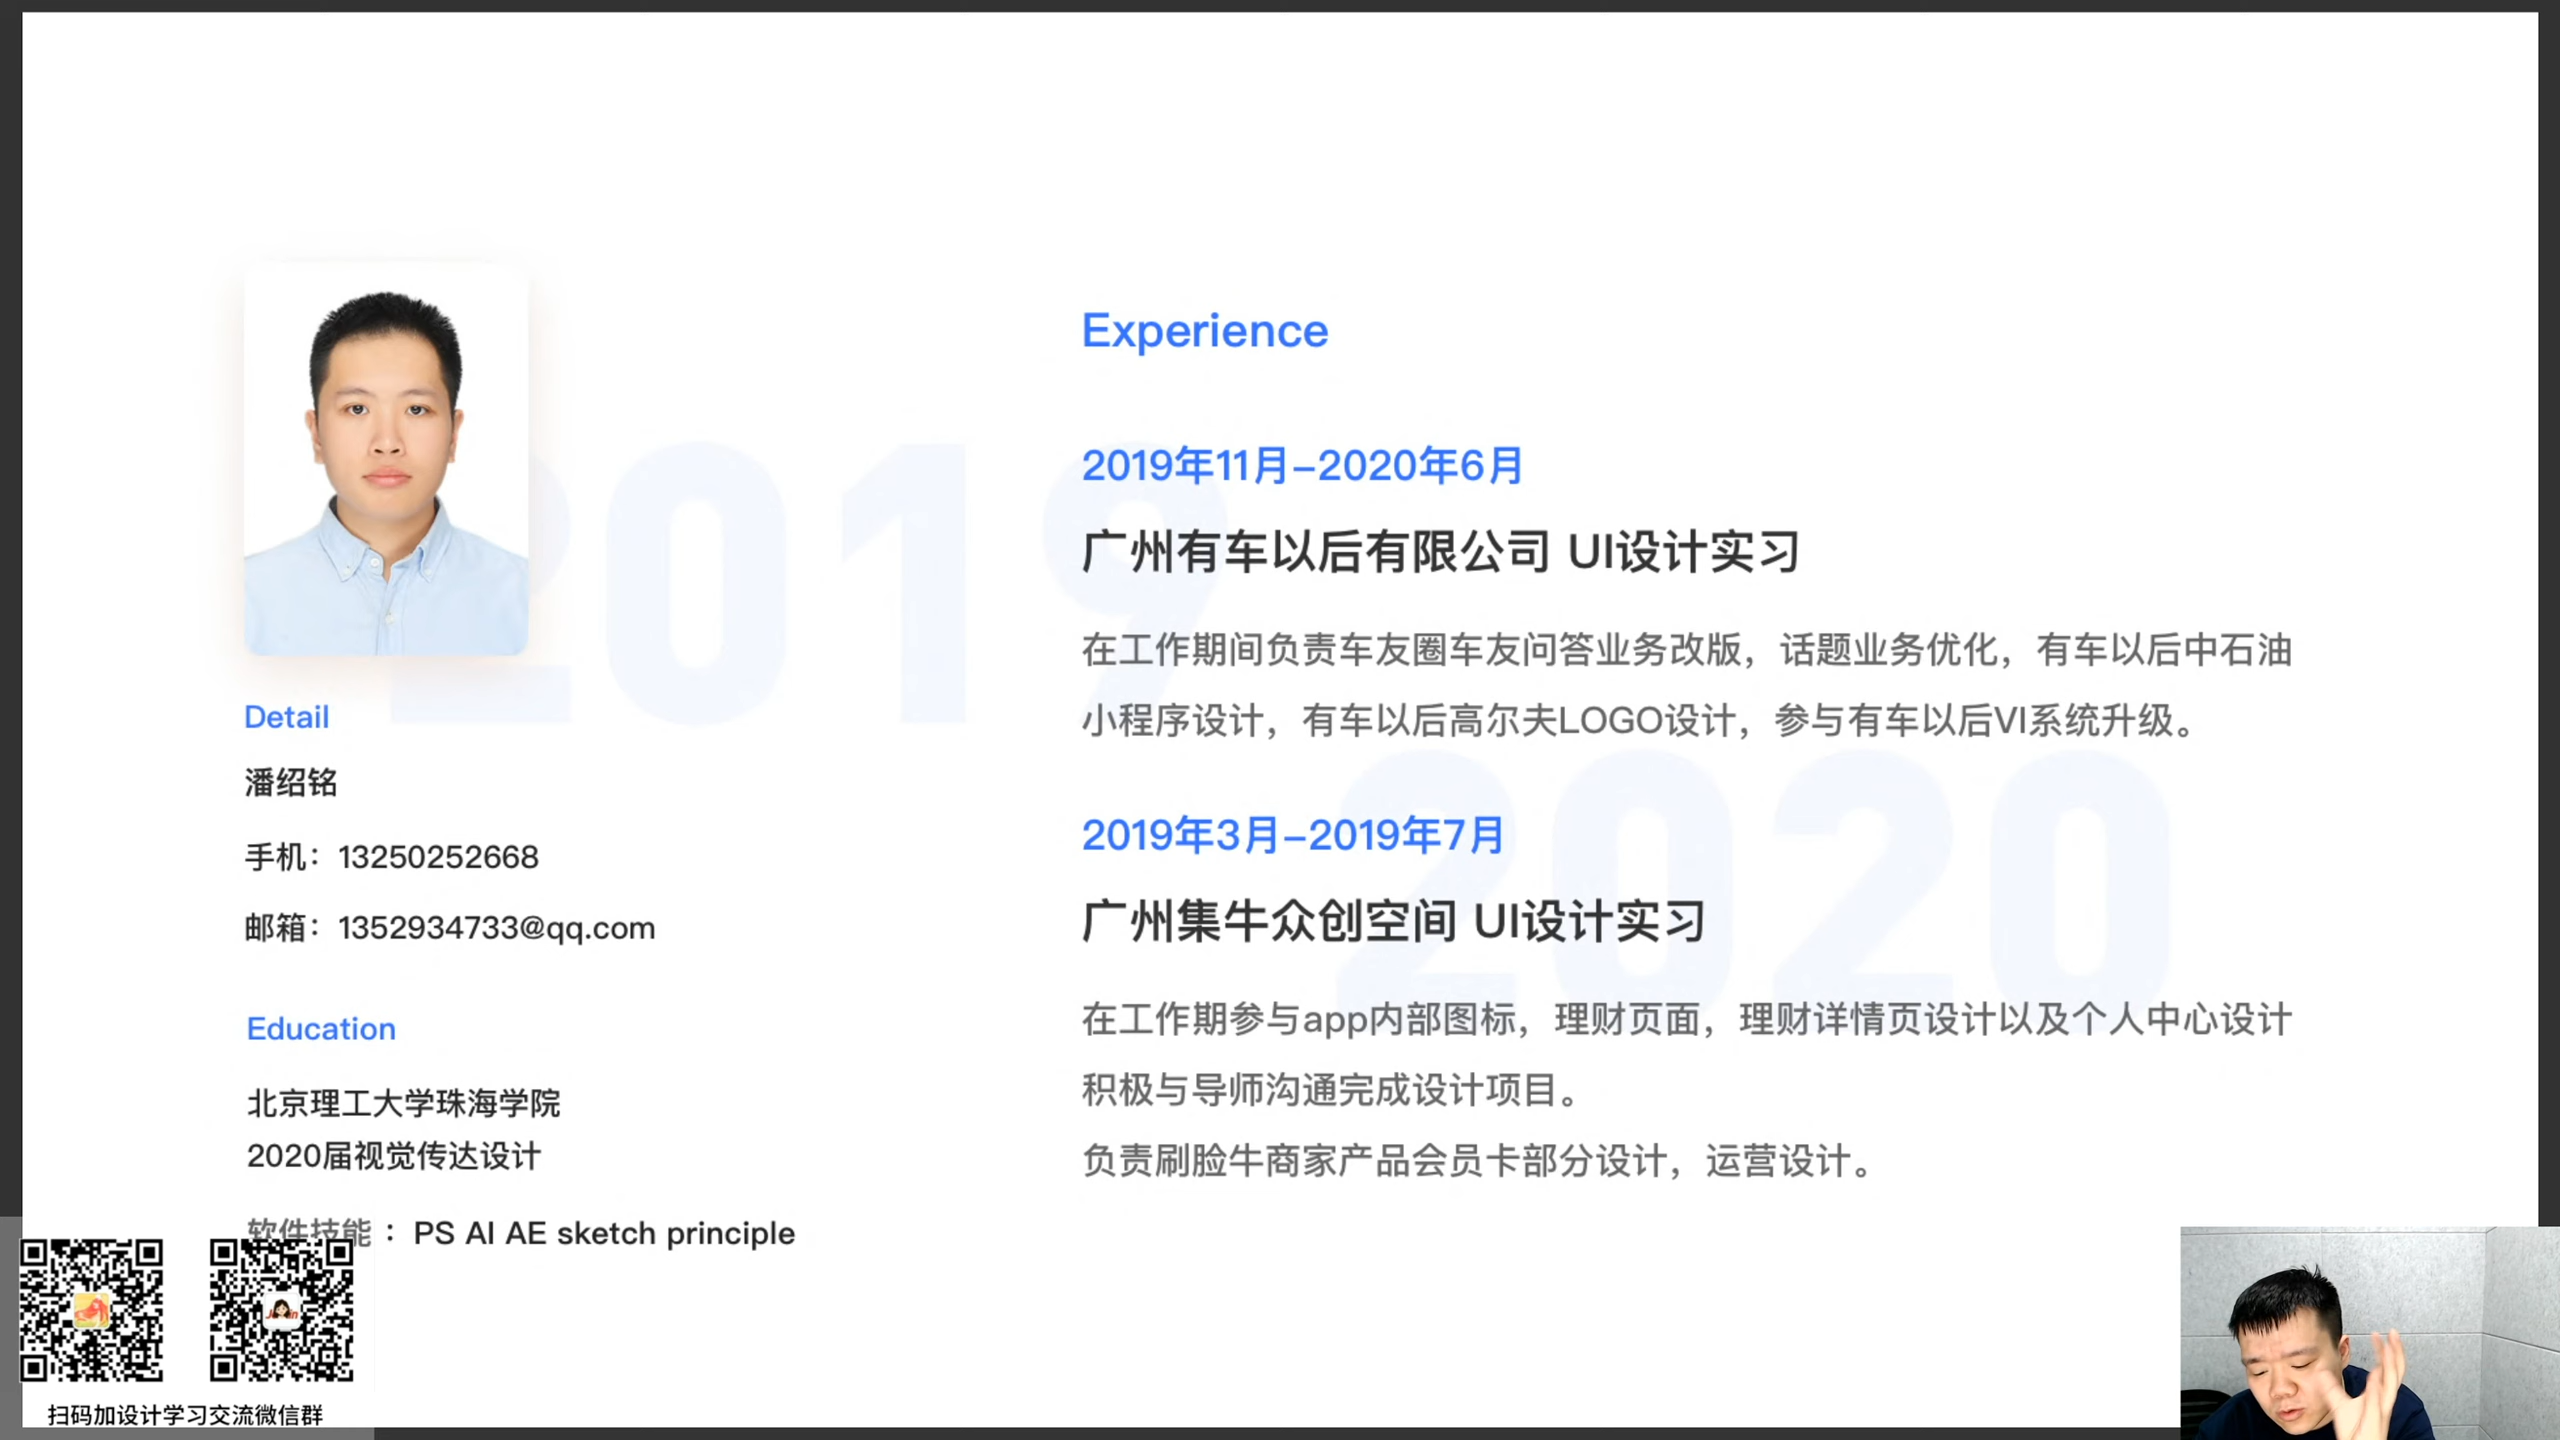 2019
2020
Detail
潘绍铭
手机：13250252668
邮箱：1352934733@qq.com
Education
北京理工大学珠海学院
2020届视觉传达设计
软件技能 ：PS AI AE sketch principle
扫码加设计学习交流微信群
Experience
2019年11月–2020年6月
广州有车以后有限公司 UI设计实习
在工作期间负责车友圈车友问答业务改版，话题业务优化，有车以后中石油
小程序设计，有车以后高尔夫LOGO设计，参与有车以后VI系统升级。
2019年3月–2019年7月
广州集牛众创空间 UI设计实习
在工作期参与app内部图标，理财页面，理财详情页设计以及个人中心设计
积极与导师沟通完成设计项目。
负责刷脸牛商家产品会员卡部分设计，运营设计。